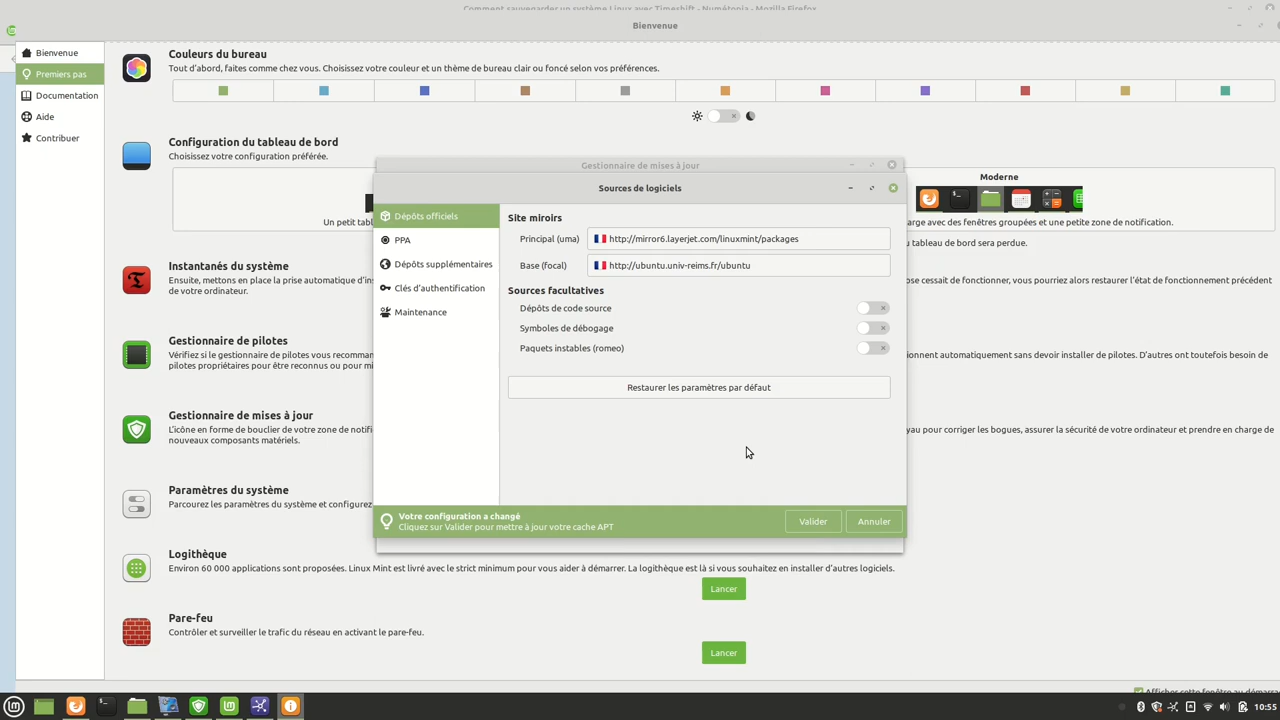 Comment sauvegarder un système Linux avec Timeshift - Numétopia - Mozilla Firefox
Bienvenue
Bienvenue
Premiers pas
Documentation
Aide
Contribuer
Couleurs du bureau
Tout d'abord, faites comme chez vous. Choisissez votre couleur et un thème de bureau clair ou foncé selon vos préférences.
Configuration du tableau de bord
Choisissez votre configuration préférée.
Moderne
Un petit tabl
arge avec des fenêtres groupées et une petite zone de notification.
u tableau de bord sera perdue.
Instantanés du système
Ensuite, mettons en place la prise automatique d'ins
ose cessait de fonctionner, vous pourriez alors restaurer l'état de fonctionnement précédent
de votre ordinateur.
Gestionnaire de pilotes
Vérifiez si le gestionnaire de pilotes vous recomman
onnent automatiquement sans devoir installer de pilotes. D'autres ont toutefois besoin de
pilotes propriétaires pour être reconnus ou pour mi
Gestionnaire de mises à jour
L'icône en forme de bouclier de votre zone de notifi
yau pour corriger les bogues, assurer la sécurité de votre ordinateur et prendre en charge de
nouveaux composants matériels.
Paramètres du système
Parcourez les paramètres du système et configurez
Logithèque
Environ 60 000 applications sont proposées. Linux Mint est livré avec le strict minimum pour vous aider à démarrer. La logithèque est là si vous souhaitez en installer d'autres logiciels.
Lancer
Pare-feu
Contrôler et surveiller le trafic du réseau en activant le pare-feu.
Lancer
Gestionnaire de mises à jour
Sources de logiciels
Dépôts officiels
PPA
Dépôts supplémentaires
Clés d'authentification
Maintenance
Site miroirs
Principal (uma) http://mirror6.layerjet.com/linuxmint/packages
Base (focal) http://ubuntu.univ-reims.fr/ubuntu
Sources facultatives
Dépôts de code source
Symboles de débogage
Paquets instables (romeo)
Restaurer les paramètres par défaut
Votre configuration a changé
Cliquez sur Valider pour mettre à jour votre cache APT
Valider
Annuler
Afficher cette fenêtre au démarra
10:55